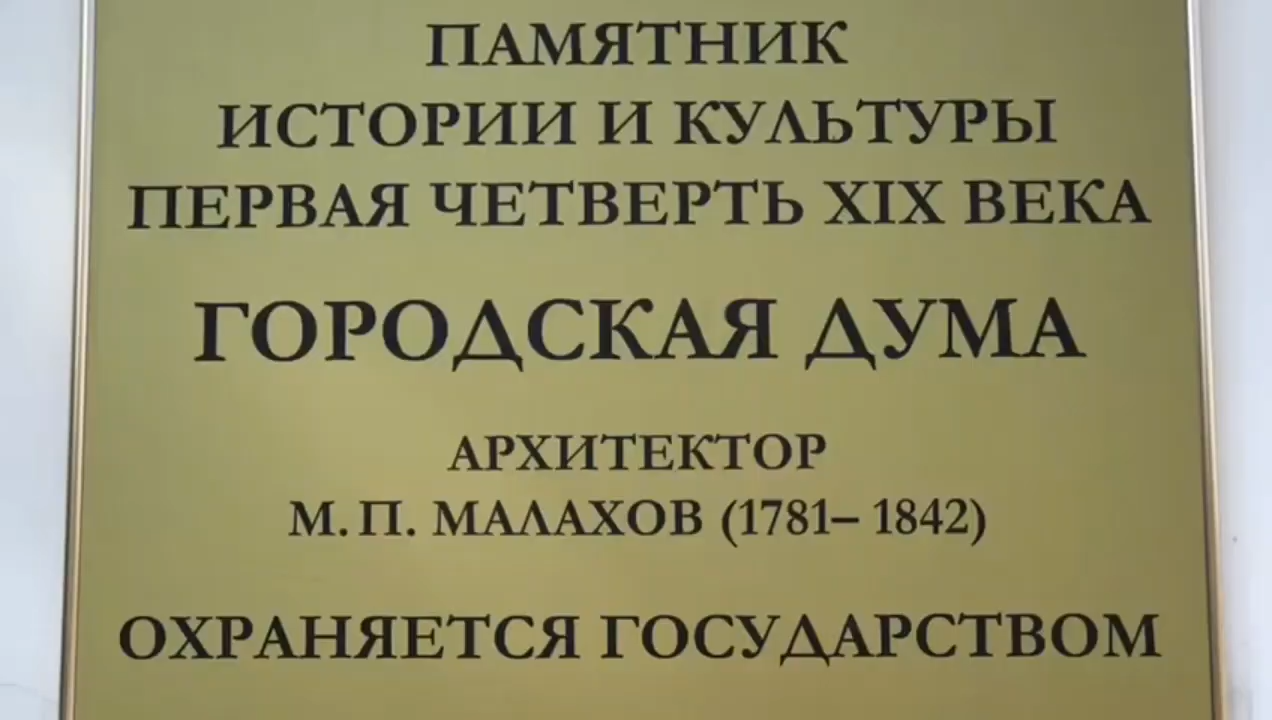 ПАМЯТНИК
ИСТОРИИ И КУЛЬТУРЫ
ПЕРВАЯ ЧЕТВЕРТЬ XIX ВЕКА
ГОРОДСКАЯ ДУМА
АРХИТЕКТОР
М. П. МАЛАХОВ (1781– 1842)
ОХРАНЯЕТСЯ ГОСУДАРСТВОМ